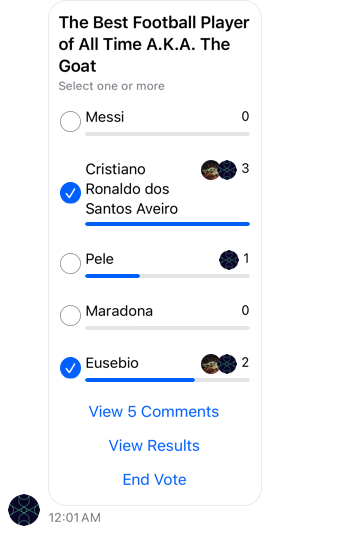 The Best Football Player
of All Time A.K.A. The
Goat
Select one or more
Messi 0
Cristiano
Ronaldo dos
Santos Aveiro
3
Pele 1
Maradona 0
Eusebio 2
View 5 Comments
View Results
End Vote
12:01 AM